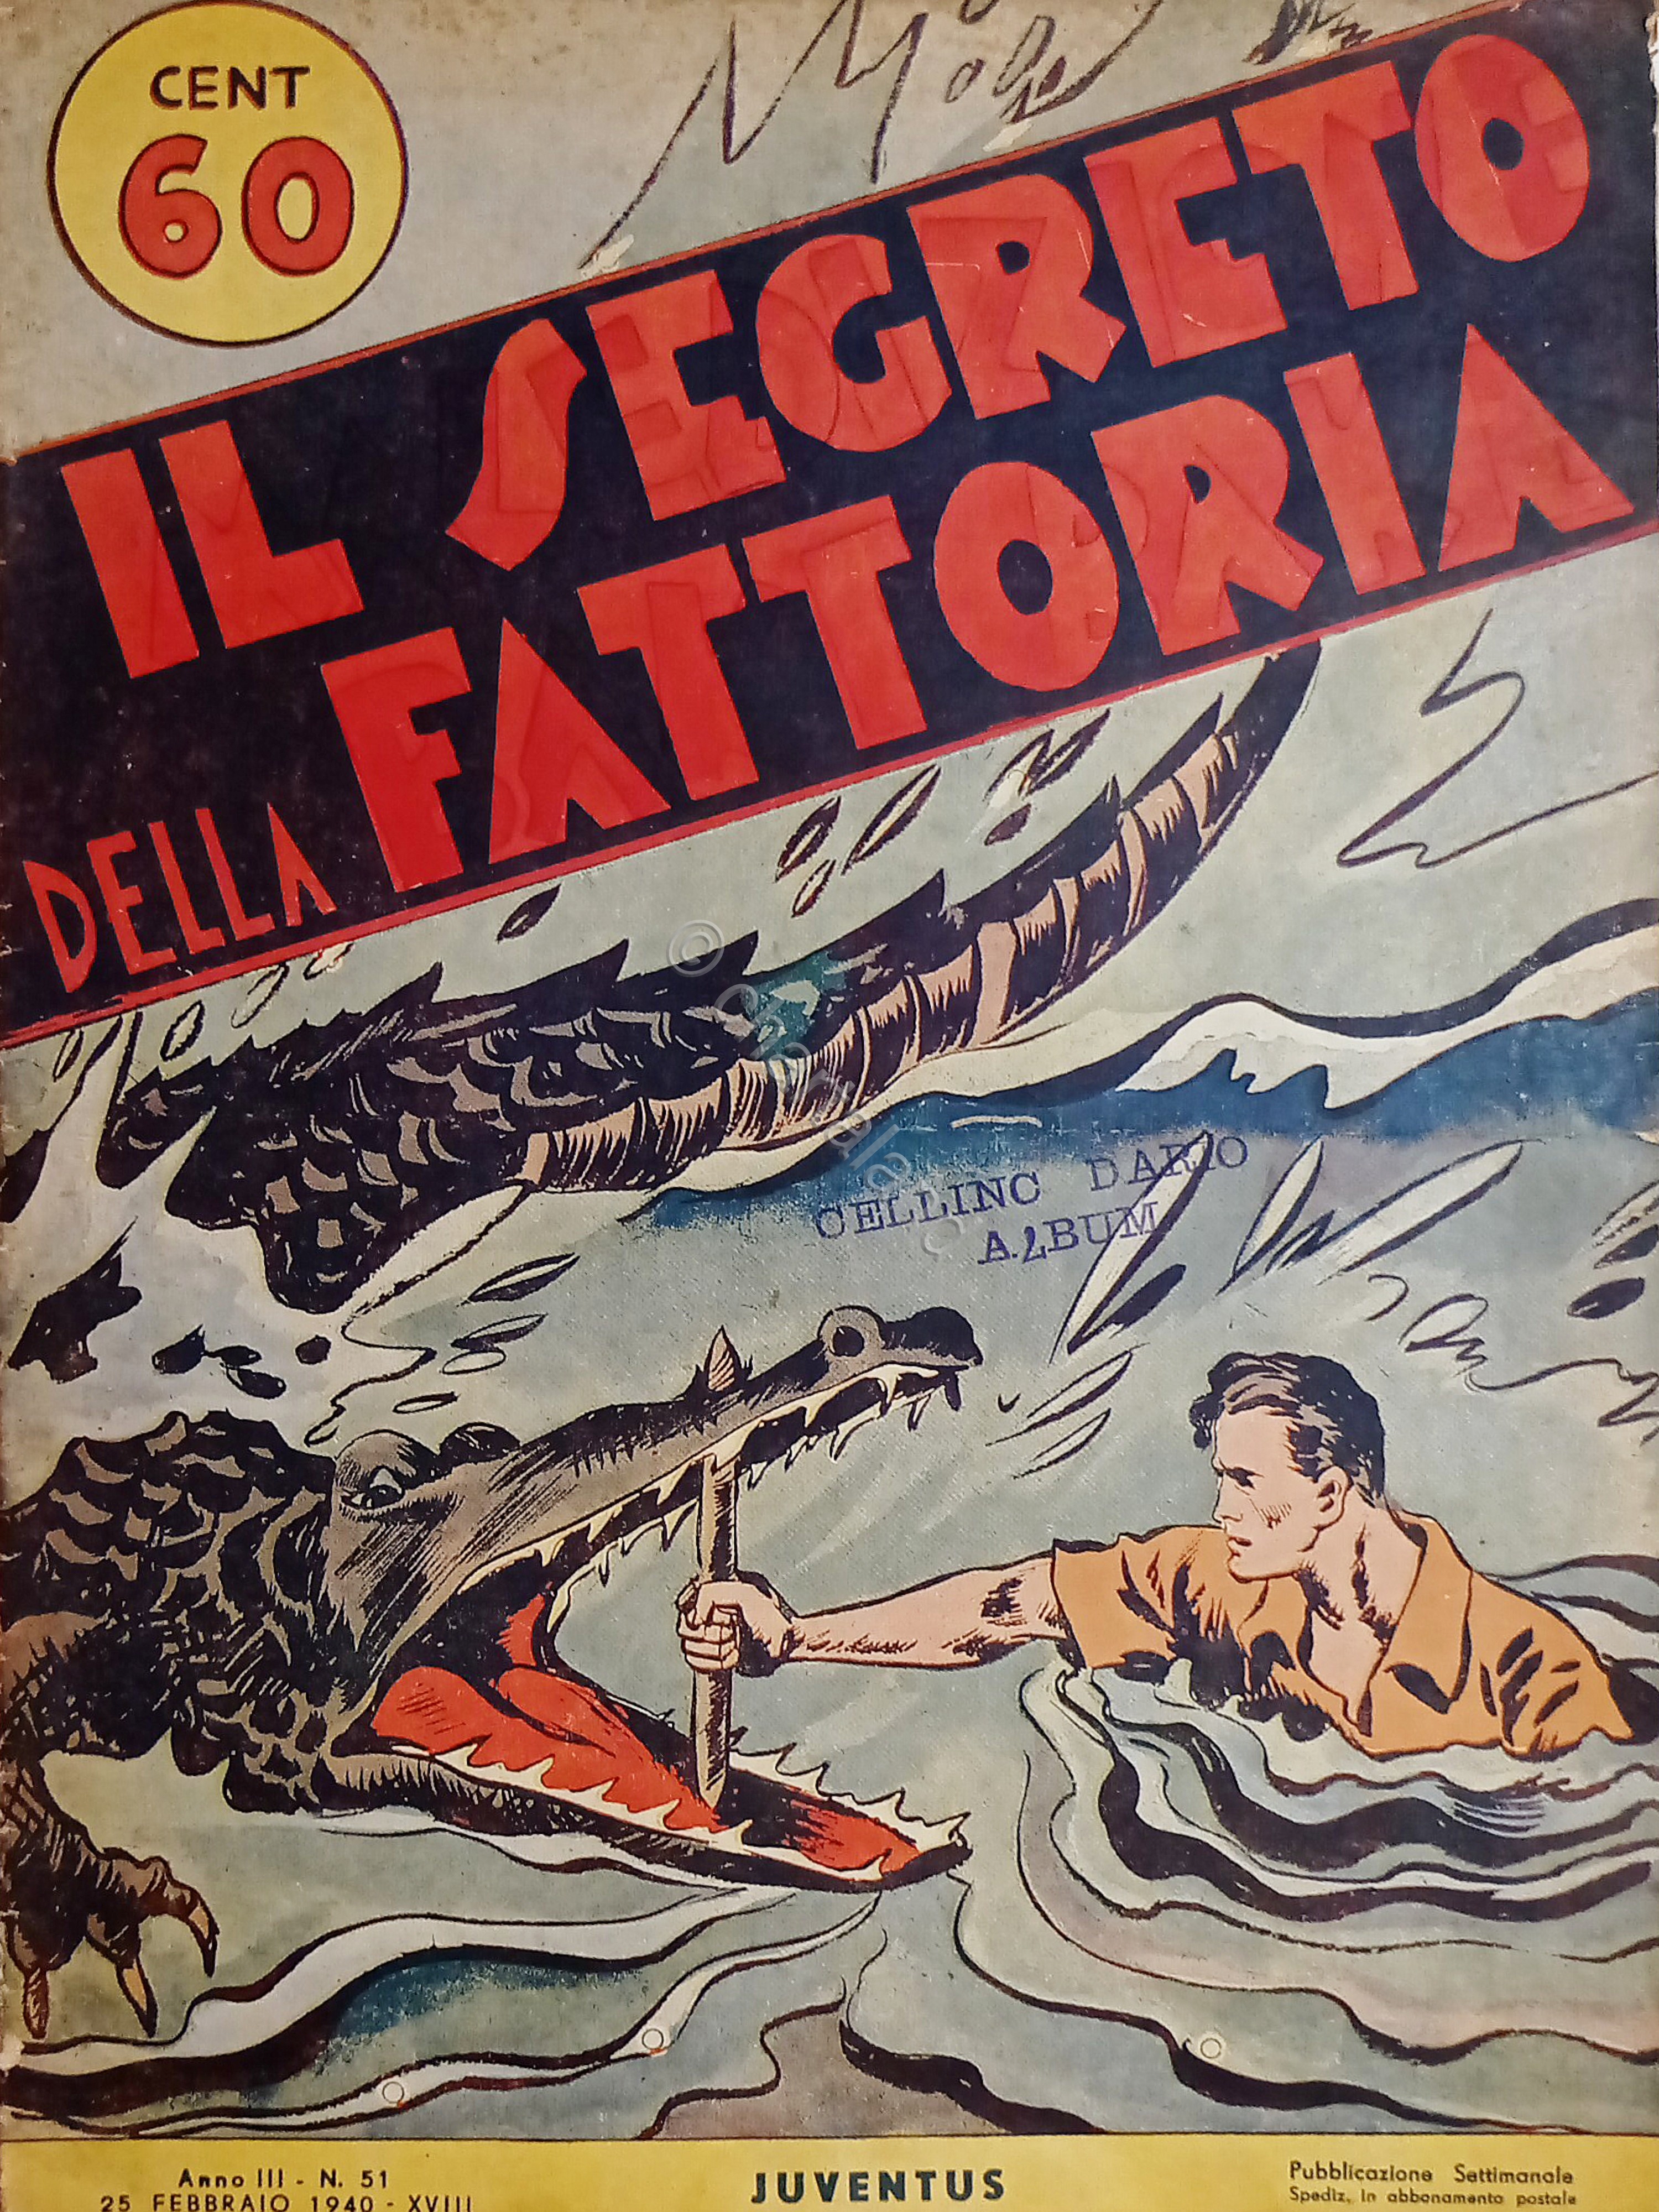 CENT
60
IL SEGRETO
DELLA FATTORIA
CELLINO DARIO
ALBUM
Anno III - N. 51
25 FEBBRAIO 1940 - XVIII
JUVENTUS
Pubblicazione Settimanale
Spediz. in abbonamento postale